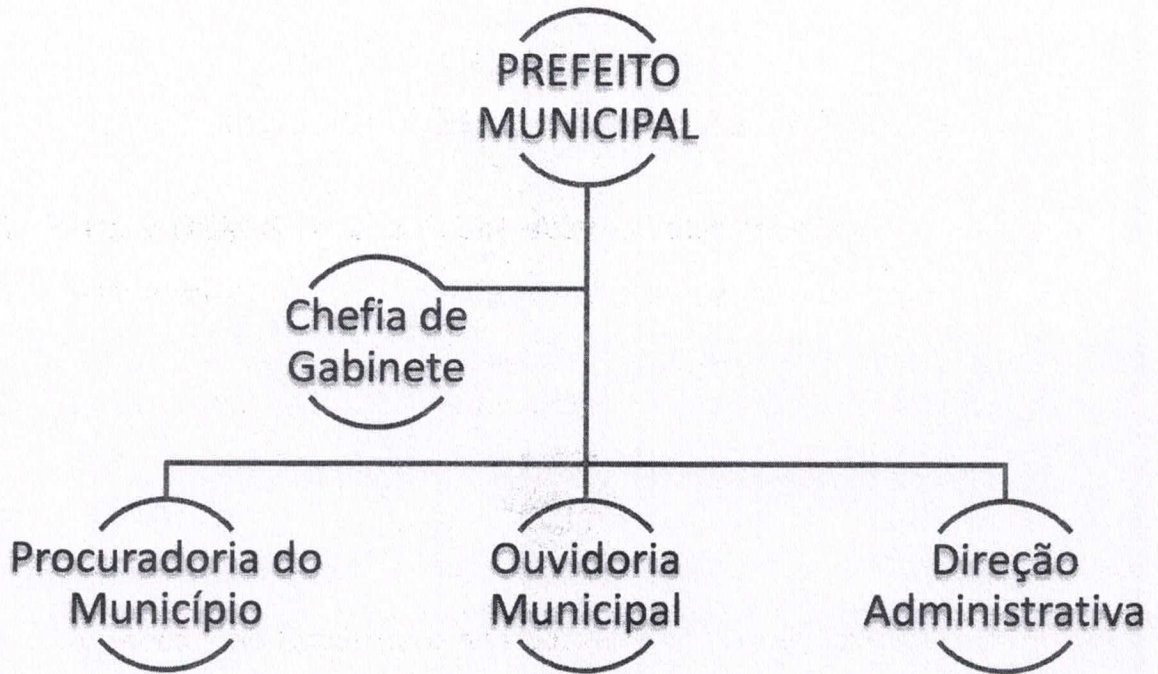 PREFEITO
MUNICIPAL
Chefia de
Gabinete
Procuradoria do
Município
Ouvidoria
Municipal
Direção
Administrativa